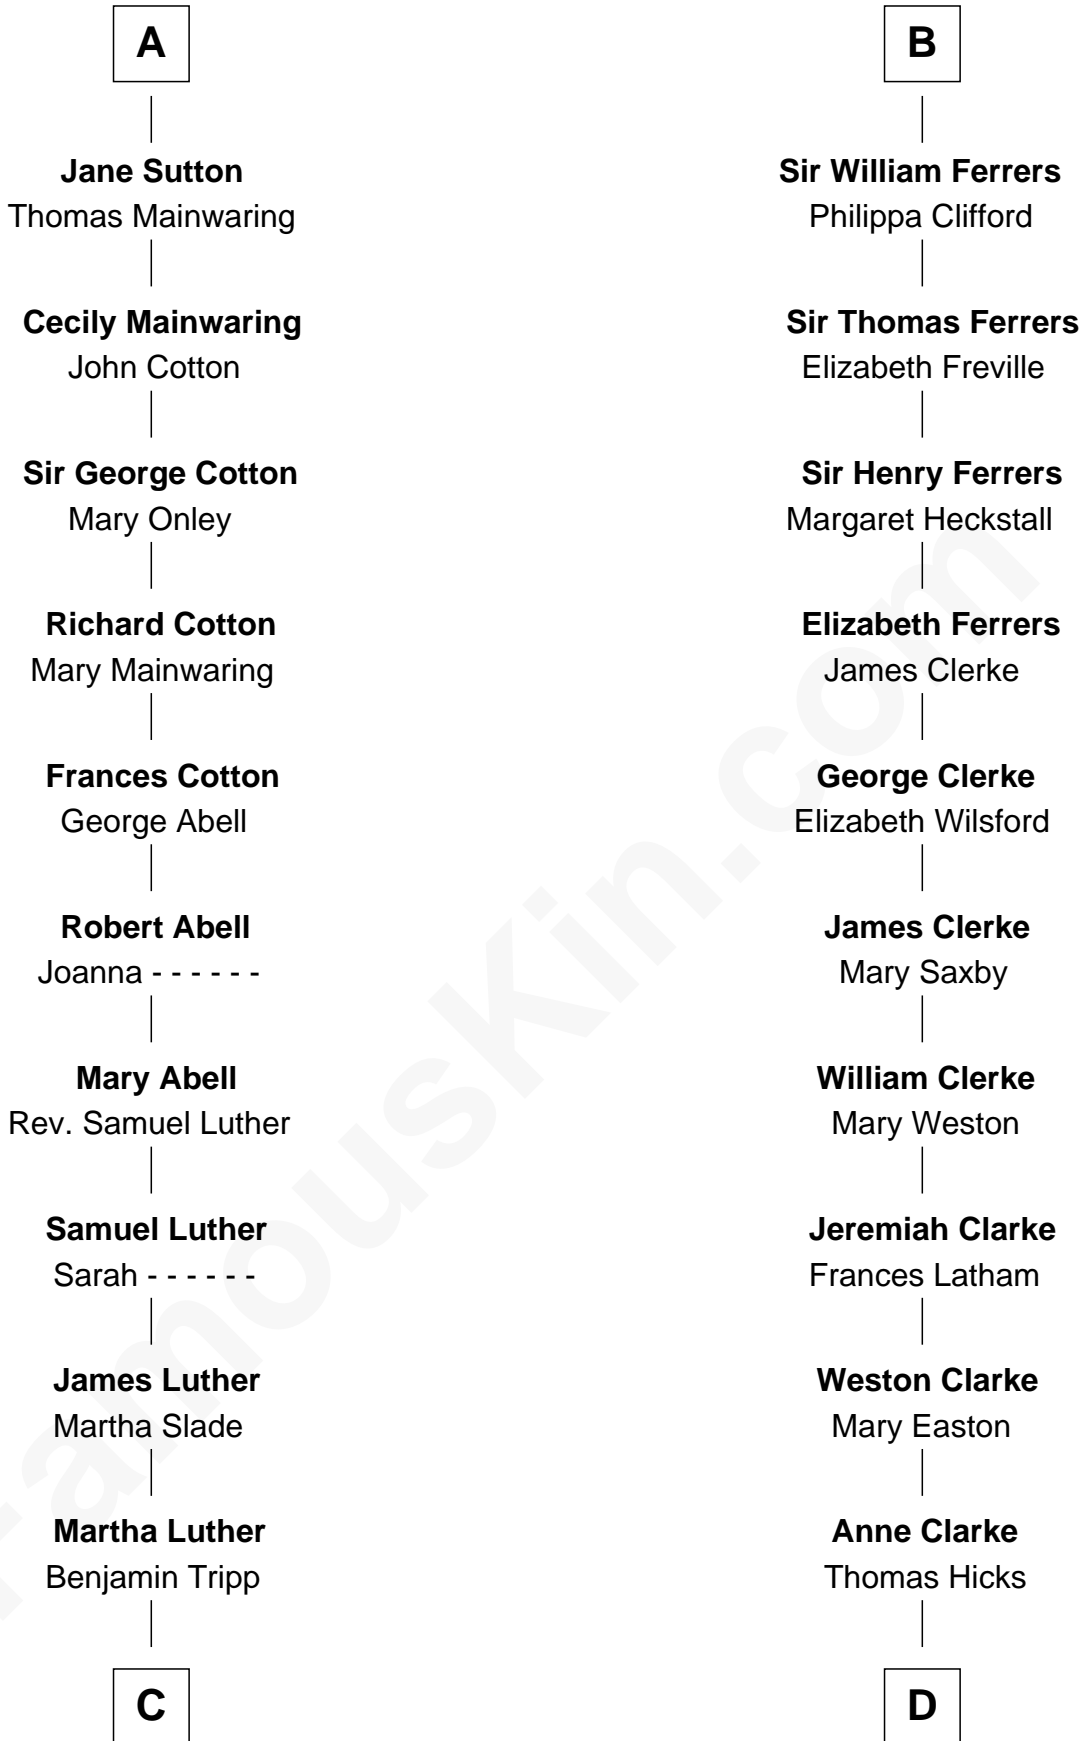 A
Jane Sutton
Thomas Mainwaring
Cecily Mainwaring
John Cotton
Sir George Cotton
Mary Onley
Richard Cotton
Mary Mainwaring
Frances Cotton
George Abell
Robert Abell
Joanna - - - - - -
Mary Abell
Rev. Samuel Luther
Samuel Luther
Sarah - - - - - -
James Luther
Martha Slade
Martha Luther
Benjamin Tripp
C
B
Sir William Ferrers
Philippa Clifford
Sir Thomas Ferrers
Elizabeth Freville
Sir Henry Ferrers
Margaret Heckstall
Elizabeth Ferrers
James Clerke
George Clerke
Elizabeth Wilsford
James Clerke
Mary Saxby
William Clerke
Mary Weston
Jeremiah Clarke
Frances Latham
Weston Clarke
Mary Easton
Anne Clarke
Thomas Hicks
D
FamousKin.com